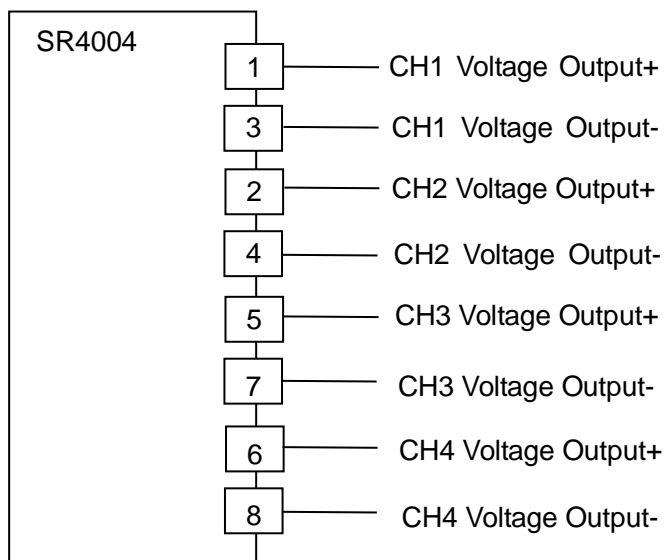 SR4004
1 CH1 Voltage Output+
3 CH1 Voltage Output-
2 CH2 Voltage Output+
4 CH2 Voltage Output-
5 CH3 Voltage Output+
7 CH3 Voltage Output-
6 CH4 Voltage Output+
8 CH4 Voltage Output-